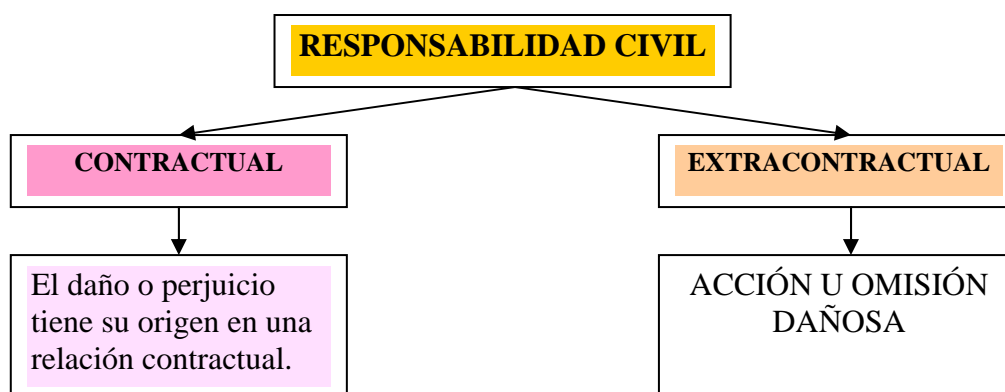 RESPONSABILIDAD CIVIL
CONTRACTUAL
EXTRACONTRACTUAL
El daño o perjuicio
tiene su origen en una
relación contractual.
ACCIÓN U OMISIÓN
DAÑOSA